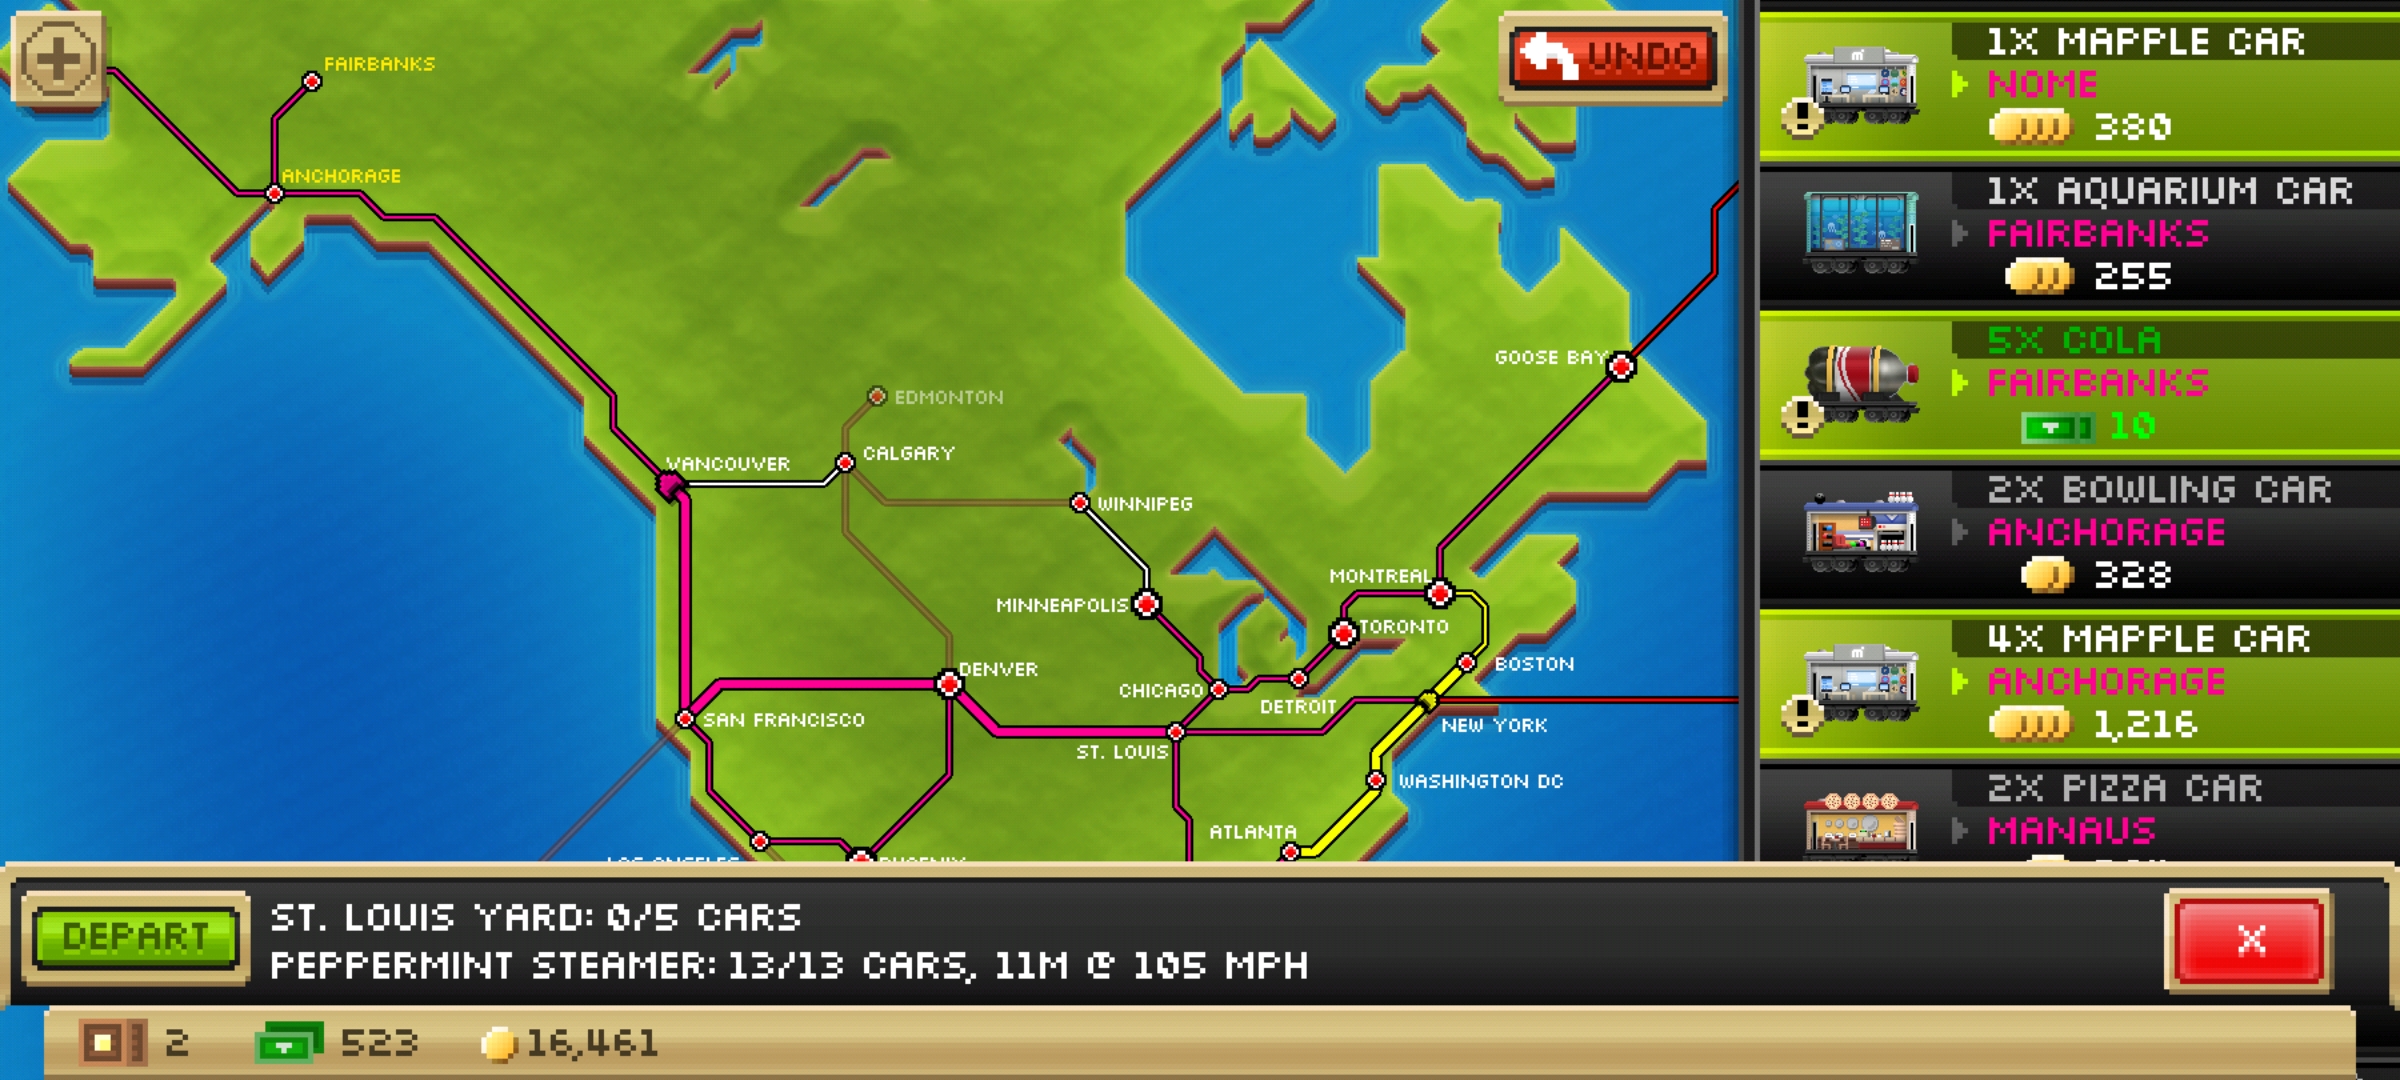 FAIRBANKS
ANCHORAGE
EDMONTON
CALGARY
VANCOUVER
WINNIPEG
GOOSE BAY
MINNEAPOLIS
MONTREAL
TORONTO
BOSTON
DENVER
CHICAGO
DETROIT
SAN FRANCISCO
NEW YORK
ST. LOUIS
WASHINGTON DC
ATLANTA
LOS ANGELES
PHOENIX
UNDO
1X MAPPLE CAR
NOME
380
1X AQUARIUM CAR
FAIRBANKS
255
5X COLA
FAIRBANKS
10
2X BOWLING CAR
ANCHORAGE
328
4X MAPPLE CAR
ANCHORAGE
1,216
2X PIZZA CAR
MANAUS
DEPART
ST. LOUIS YARD: 0/5 CARS
PEPPERMINT STEAMER: 13/13 CARS, 11M @ 105 MPH
X
2
523
16,461